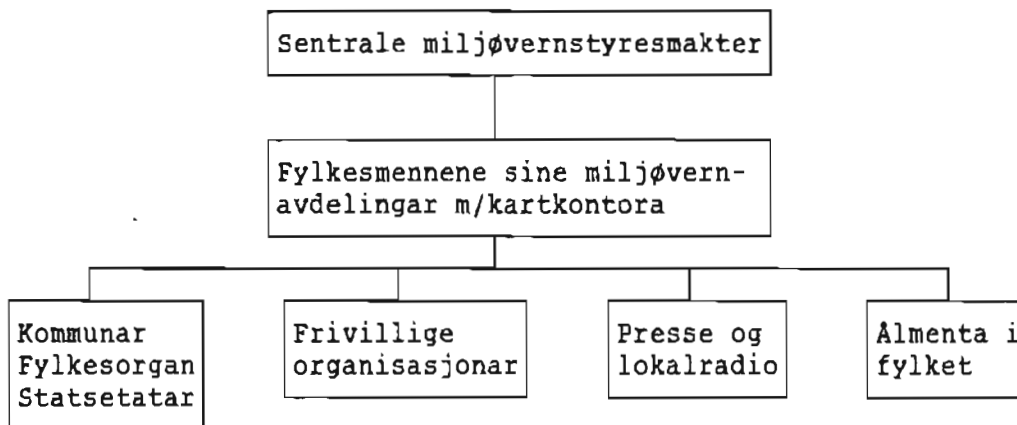 Sentrale miljøvernstyresmakter
Fylkesmennene sine miljøvern-
avdelingar m/kartkontora
Kommunar
Fylkesorgan
Statsetatar
Frivillige
organisasjonar
Presse og
lokalradio
Ålmenta i
fylket